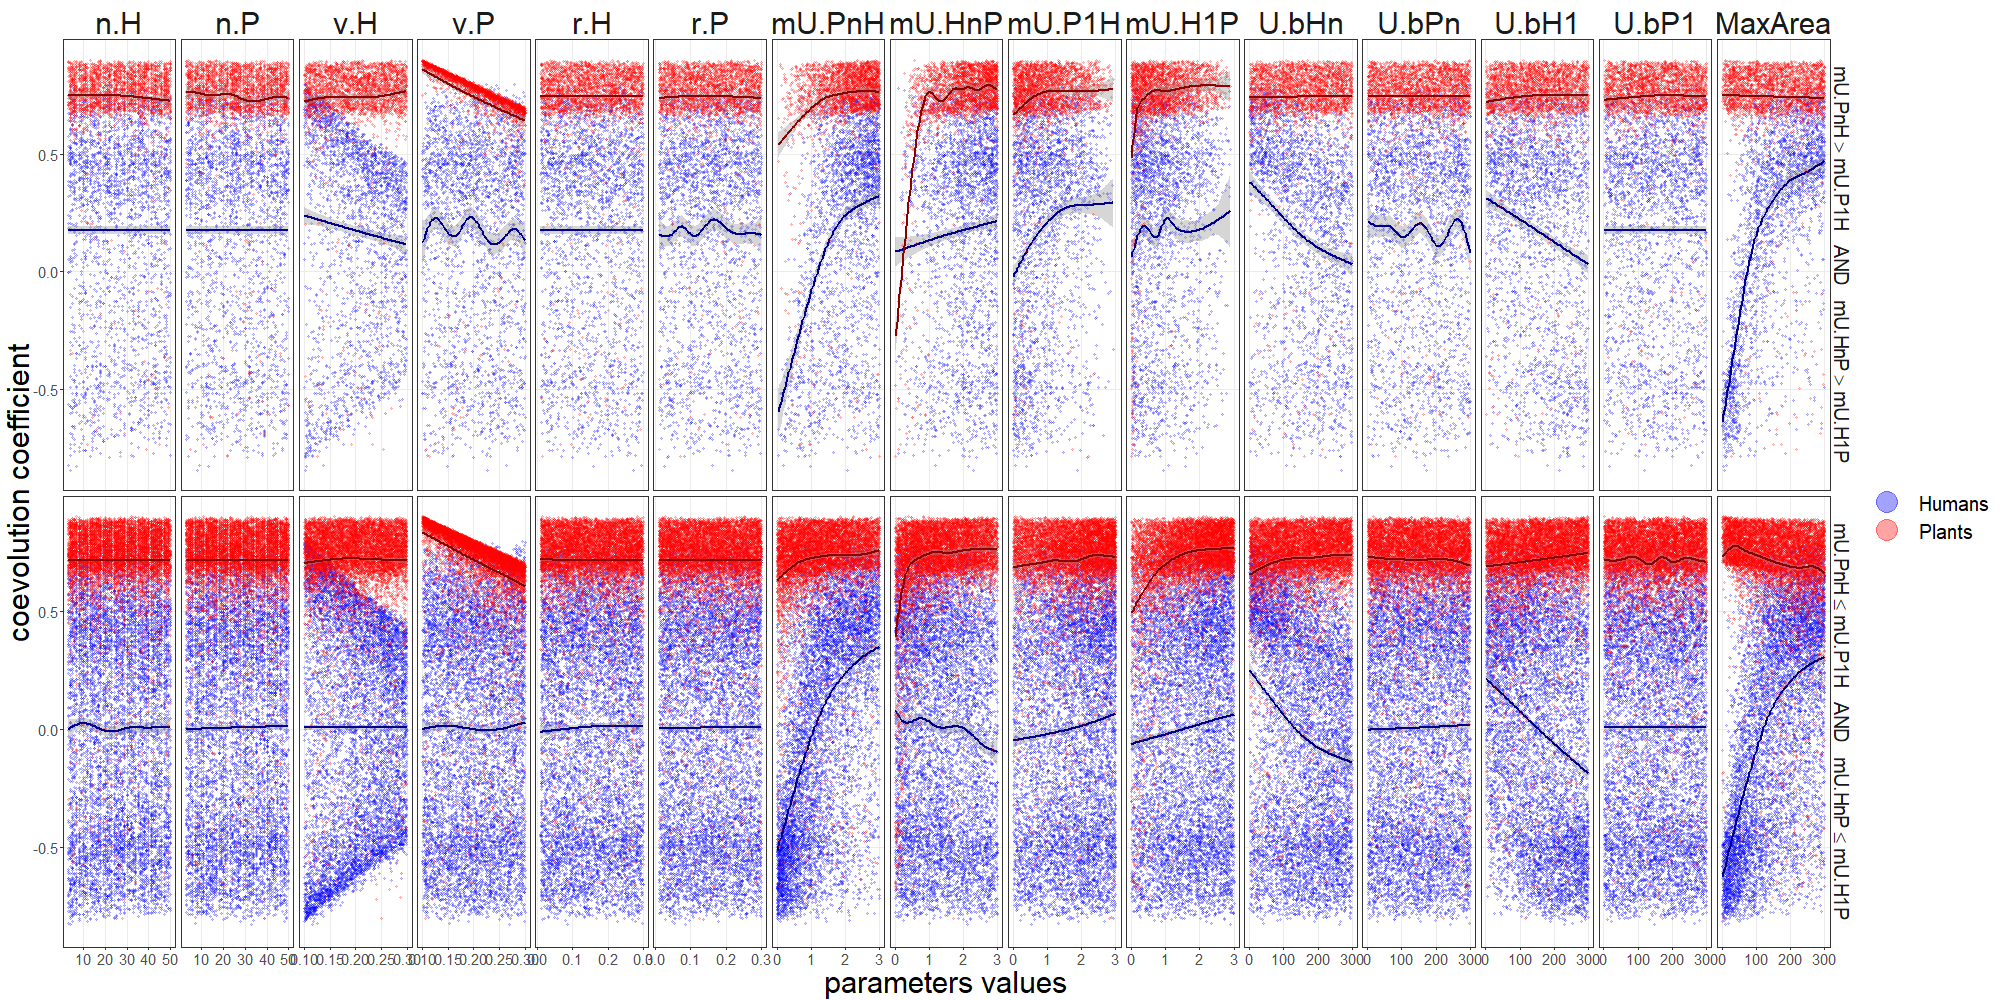 n.H n.P v.H v.P r.H r.P mU.PnH mU.HnP mU.P1H mU.H1P U.bHn U.bPn U.bH1 U.bP1 MaxArea
coevolution coefficient
0.5
0.0
-0.5
mU.PnH > mU.P1H AND mU.HnP > mU.H1P
0.5
0.0
-0.5
mU.PnH ≤ mU.P1H AND mU.HnP ≤ mU.H1P
Humans
Plants
10 20 30 40 50 10 20 30 40 50 0.10 0.15 0.20 0.25 0.30 0.10 0.15 0.20 0.25 0.30 0.0 0.1 0.2 0.3 0.0 0.1 0.2 0.3 0 1 2 3 0 1 2 3 0 1 2 3 0 1 2 3 0 100 200 300 0 100 200 300 0 100 200 300 0 100 200 300 0 100 200 300
parameters values